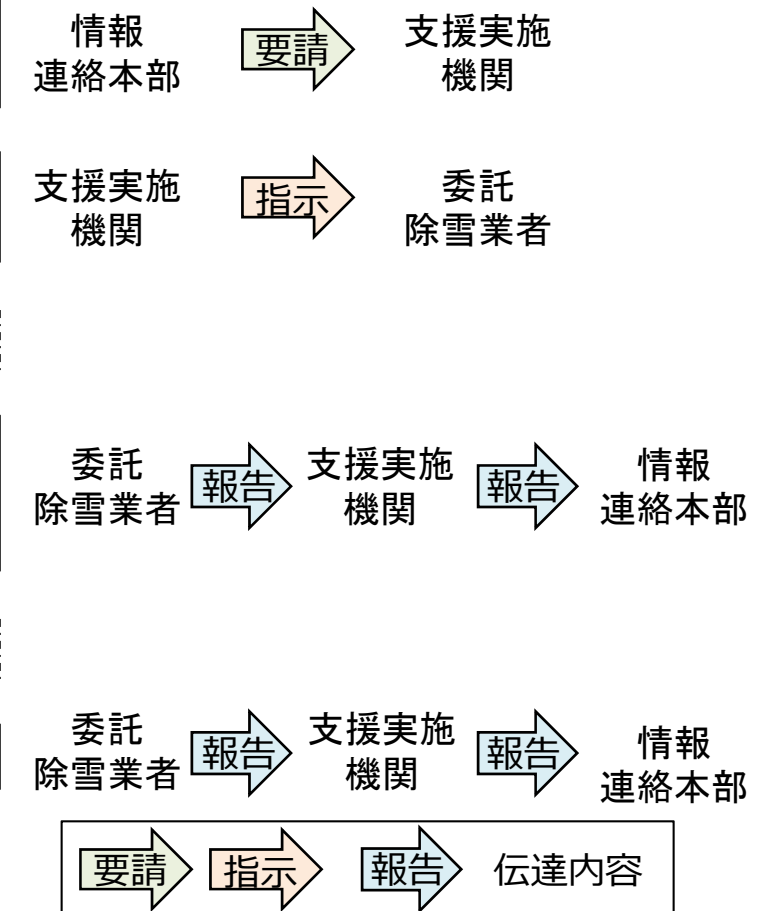 情報
連絡本部
要請
支援実施
機関
支援実施
機関
指示
委託
除雪業者
委託
除雪業者
報告
支援実施
機関
報告
情報
連絡本部
委託
除雪業者
報告
支援実施
機関
報告
情報
連絡本部
要請 指示 報告 伝達内容